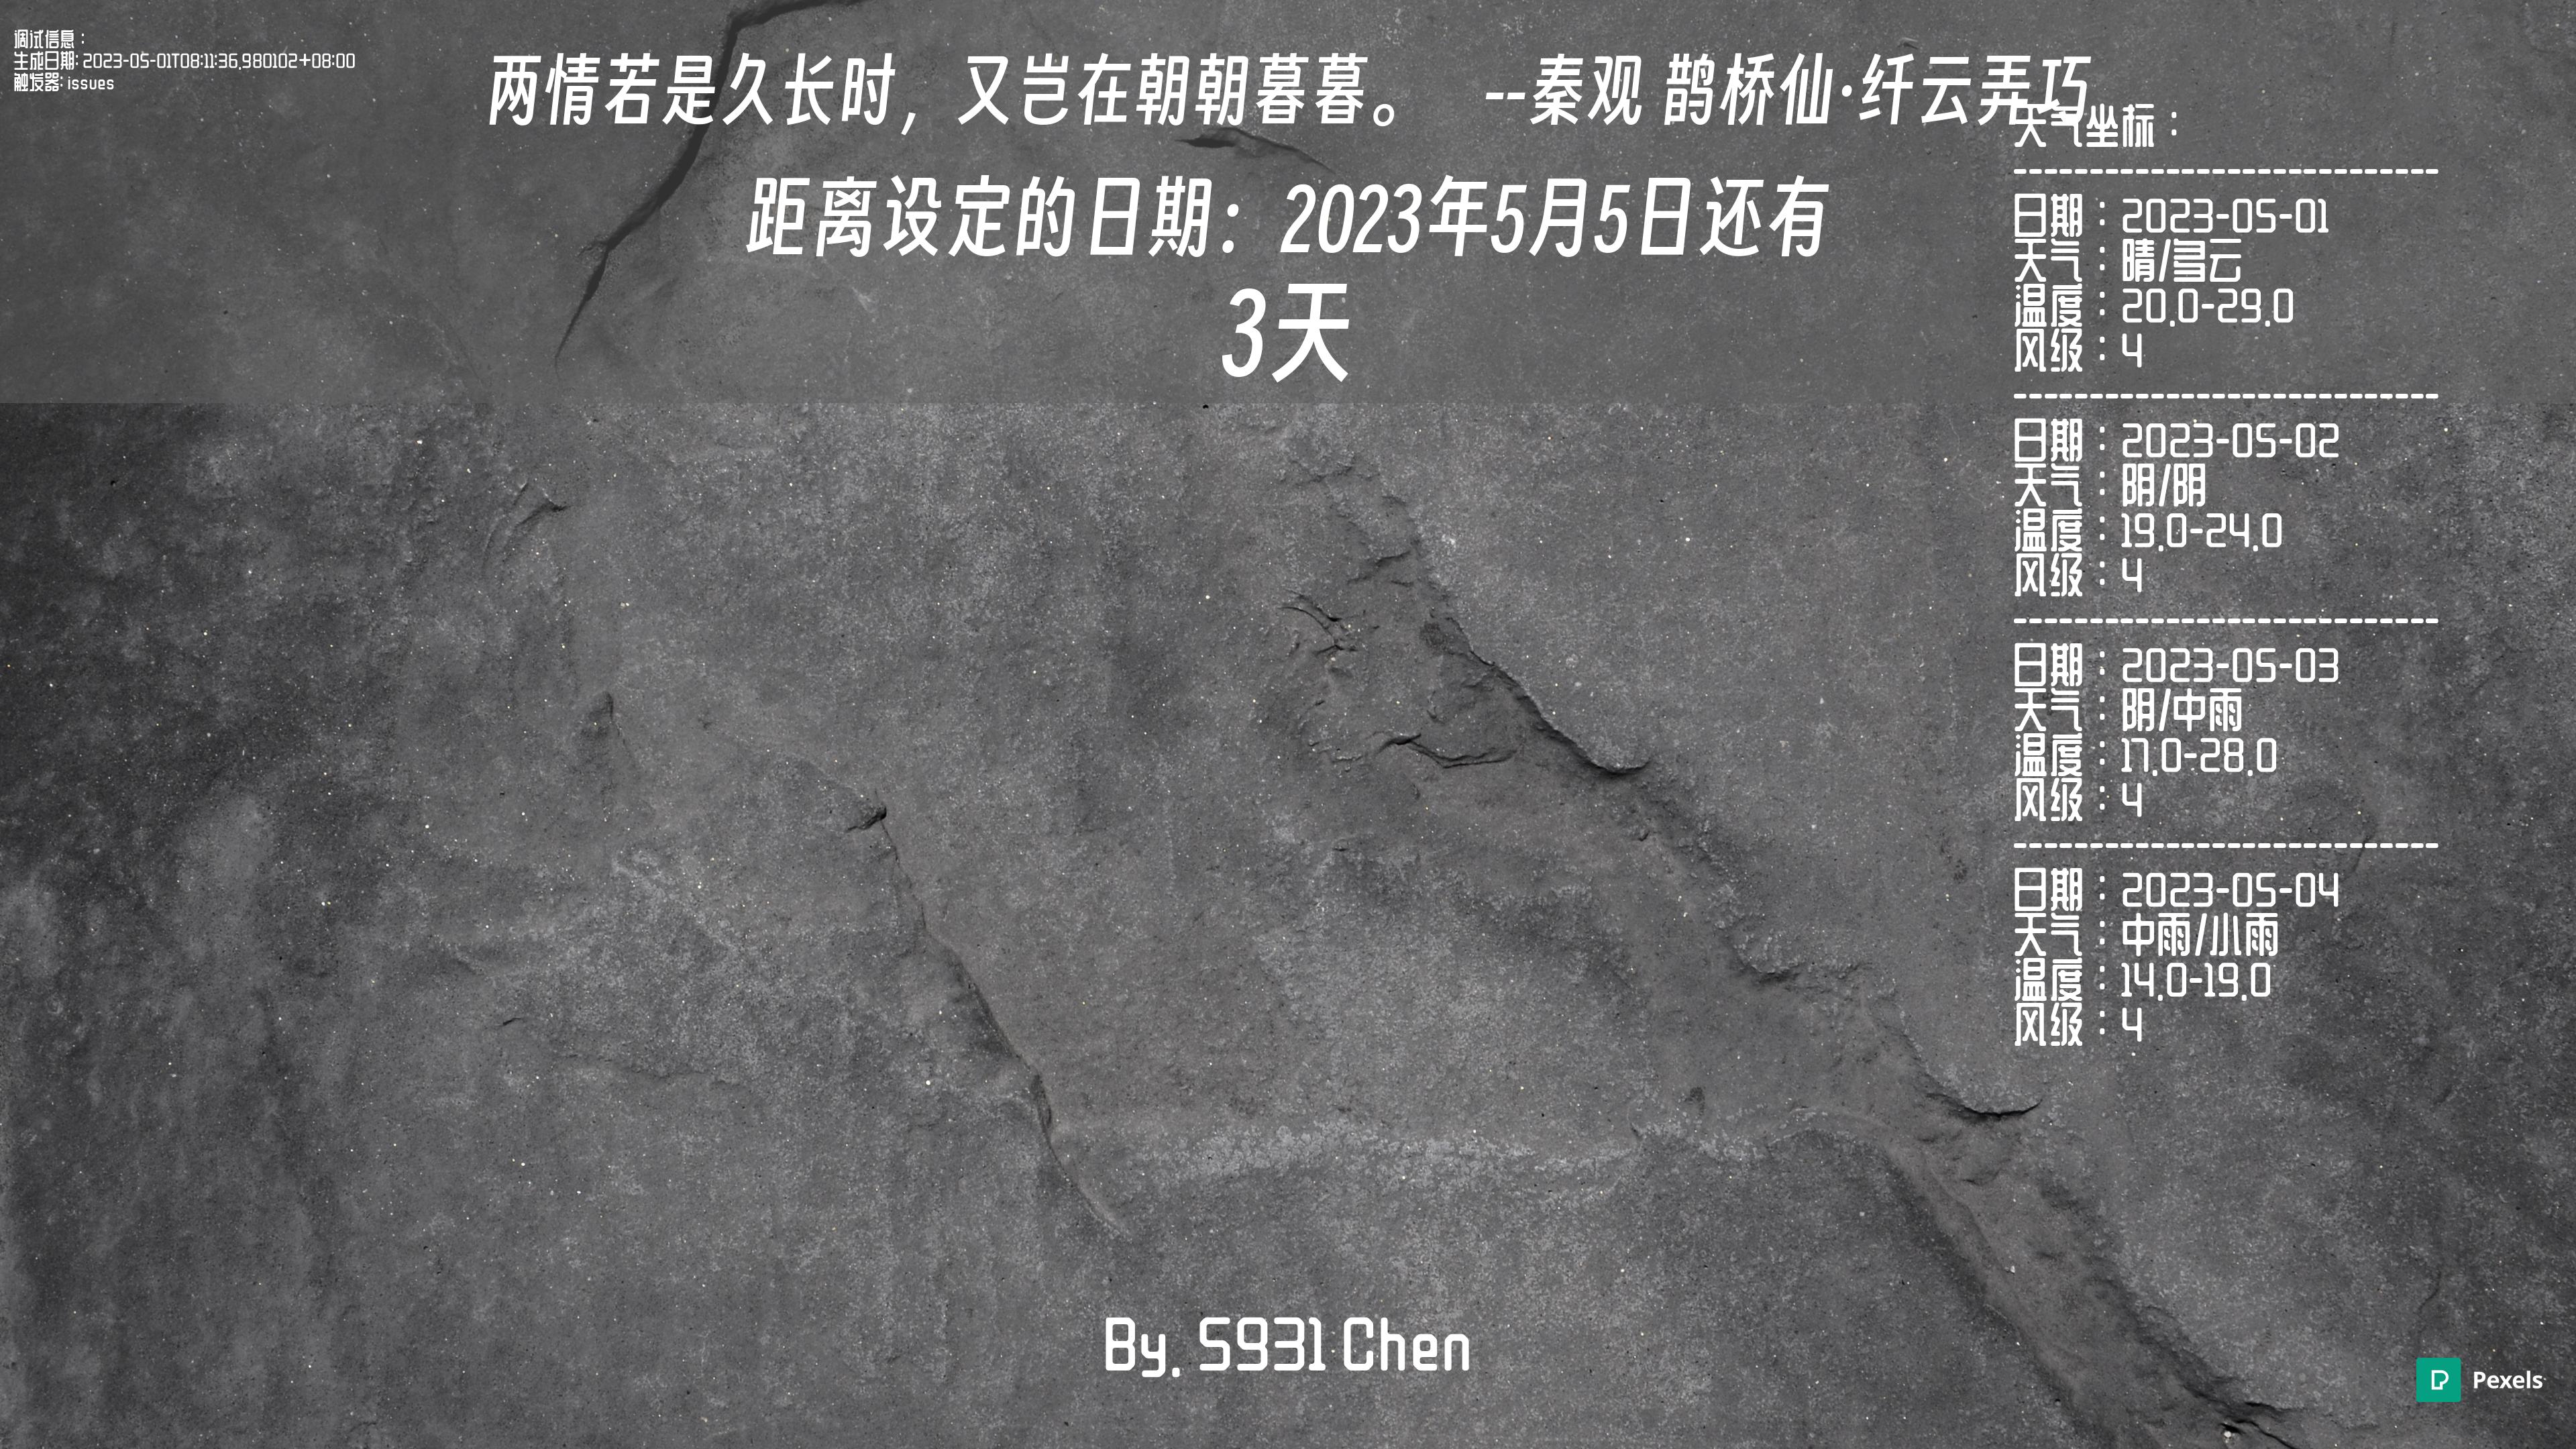 调试信息：
生成日期: 2023-05-01T08:11:36.980102+08:00
触发器: issues
两情若是久长时，又岂在朝朝暮暮。 --秦观 鹊桥仙·纤云弄巧
距离设定的日期：2023年5月5日还有
3天
天气坐标：
----------------------------
日期：2023-05-01
天气：晴/多云
温度：20.0-29.0
风级：4
----------------------------
日期：2023-05-02
天气：阴/阴
温度：19.0-24.0
风级：4
----------------------------
日期：2023-05-03
天气：阴/中雨
温度：17.0-28.0
风级：4
----------------------------
日期：2023-05-04
天气：中雨/小雨
温度：14.0-19.0
风级：4
By. S931 Chen
Pexels